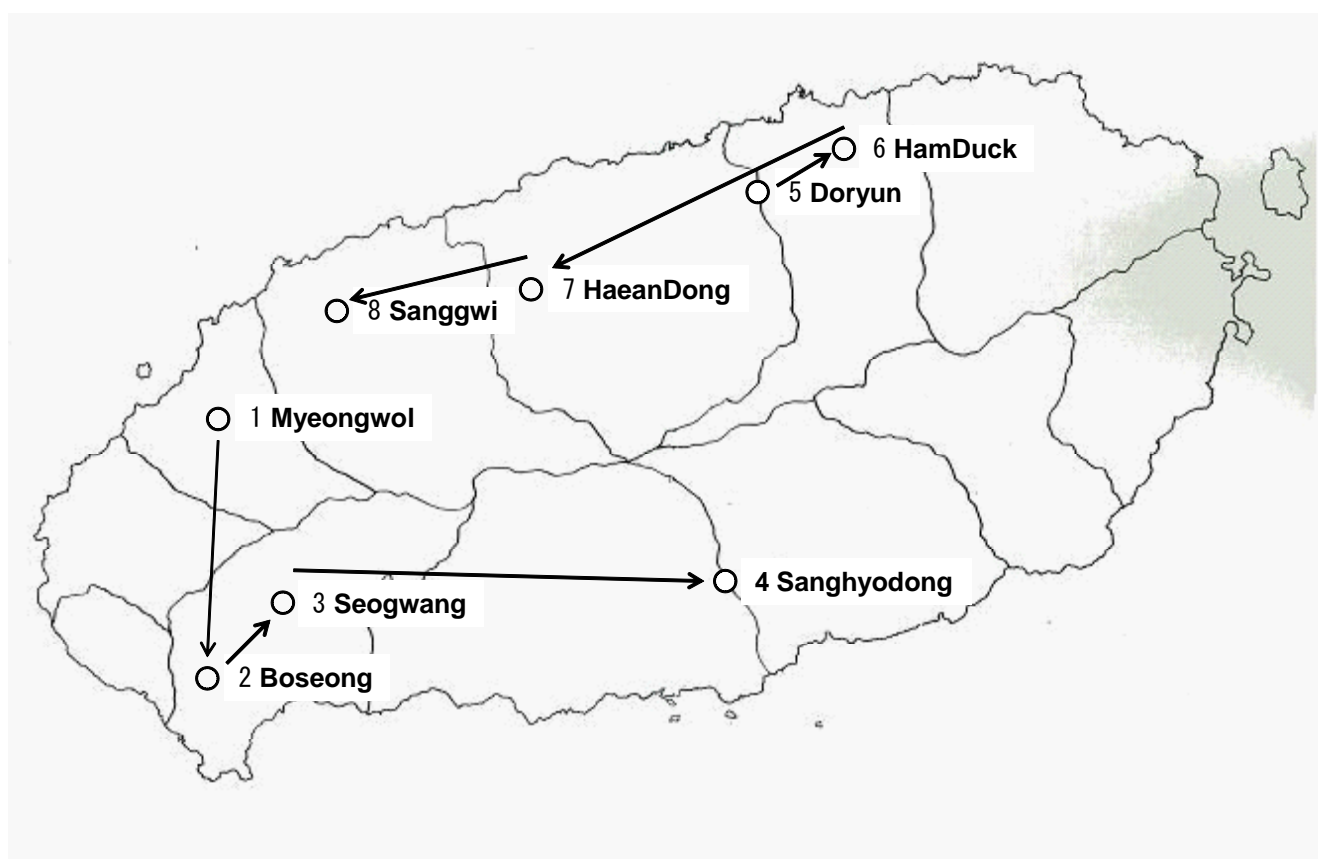 6 HamDuck
5 Doryun
7 HaeanDong
8 Sanggwi
1 Myeongwol
4 Sanghyodong
3 Seogwang
2 Boseong